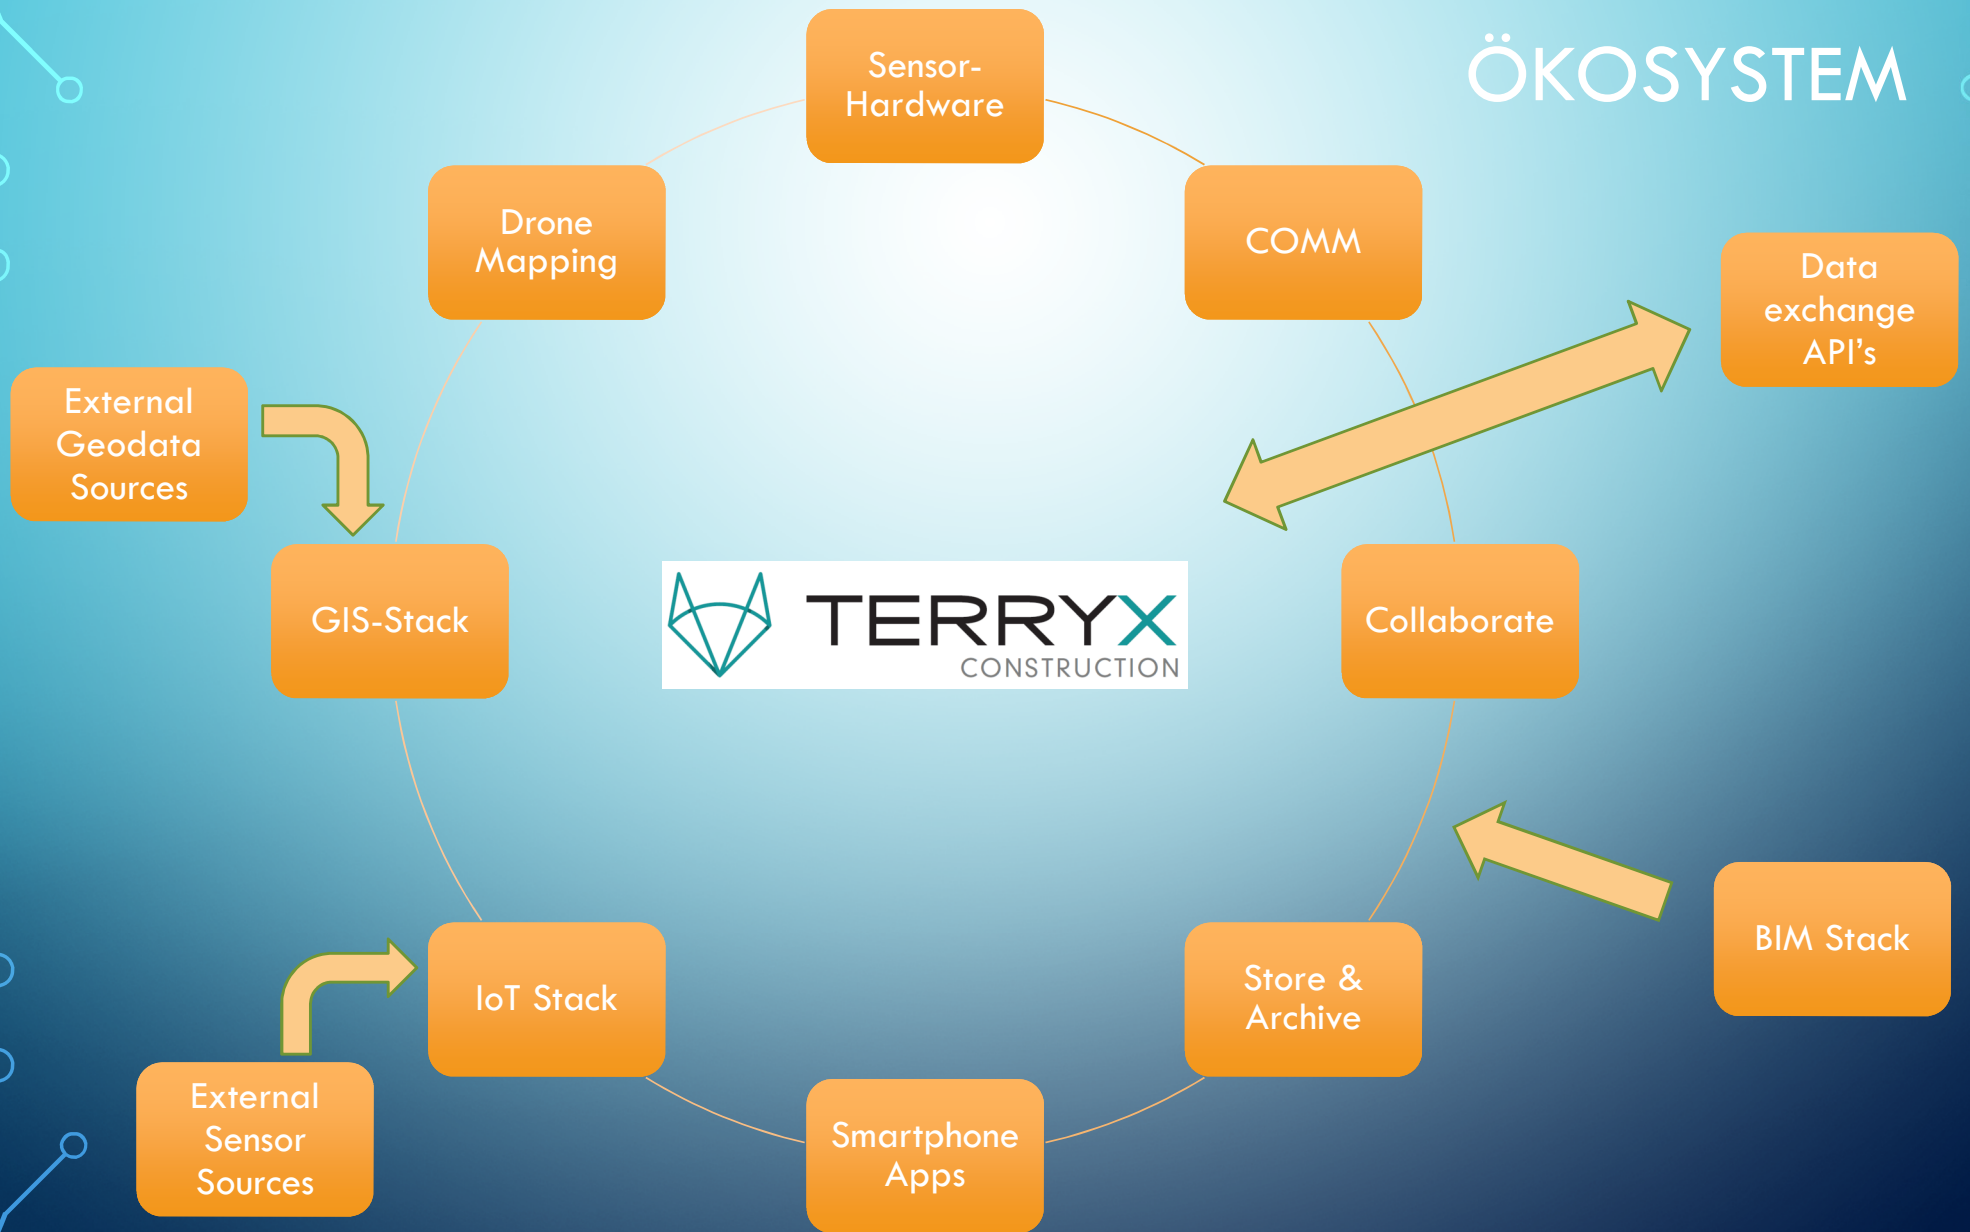 ÖKOSYSTEM
Sensor-
Hardware
Drone
Mapping
COMM
Data
exchange
API’s
External
Geodata
Sources
GIS-Stack
TERRYX
CONSTRUCTION
Collaborate
IoT Stack
Store &
Archive
BIM Stack
External
Sensor
Sources
Smartphone
Apps